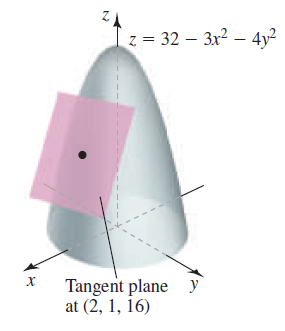 z
z = 32 − 3x² − 4y²
x
y
Tangent plane
at (2, 1, 16)